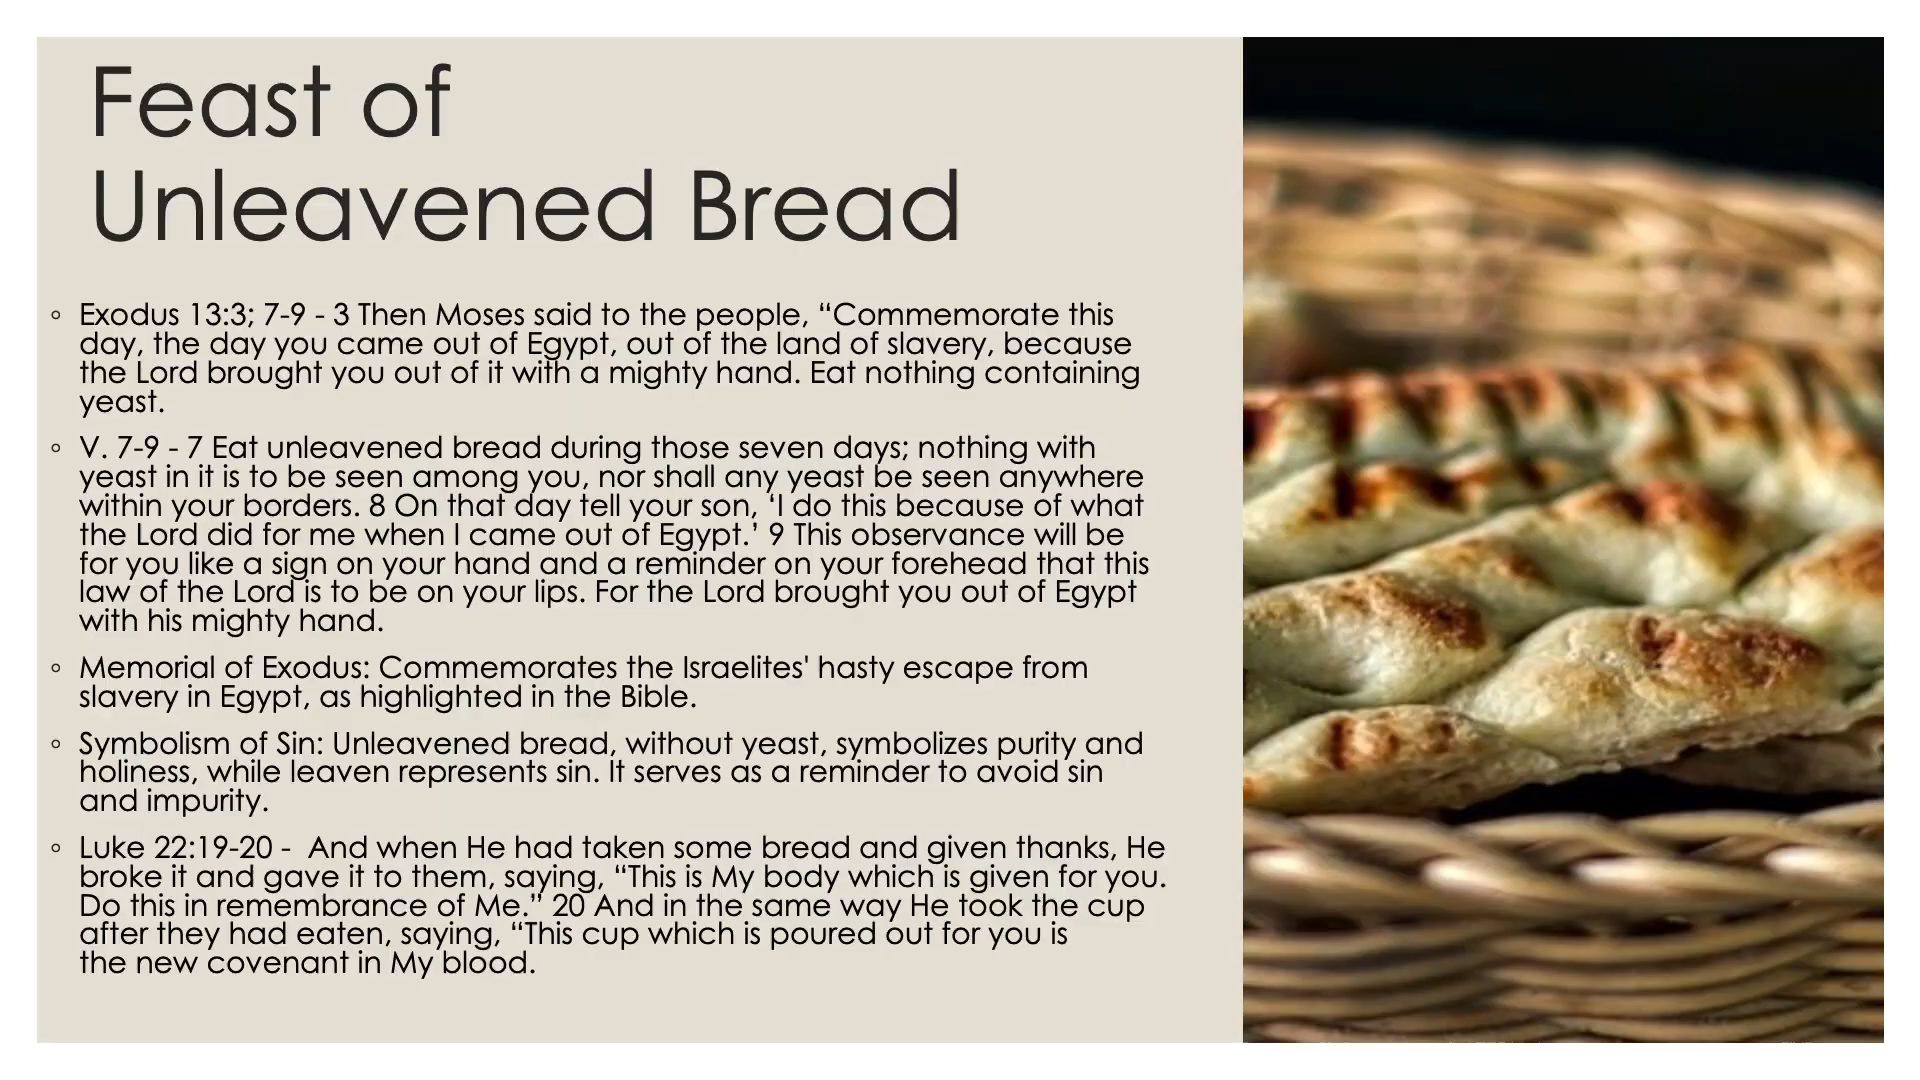 Feast of
Unleavened Bread
◦ Exodus 13:3; 7-9 - 3 Then Moses said to the people, “Commemorate this
day, the day you came out of Egypt, out of the land of slavery, because
the Lord brought you out of it with a mighty hand. Eat nothing containing
yeast.
◦ V. 7-9 - 7 Eat unleavened bread during those seven days; nothing with
yeast in it is to be seen among you, nor shall any yeast be seen anywhere
within your borders. 8 On that day tell your son, ‘I do this because of what
the Lord did for me when I came out of Egypt.’ 9 This observance will be
for you like a sign on your hand and a reminder on your forehead that this
law of the Lord is to be on your lips. For the Lord brought you out of Egypt
with his mighty hand.
◦ Memorial of Exodus: Commemorates the Israelites' hasty escape from
slavery in Egypt, as highlighted in the Bible.
◦ Symbolism of Sin: Unleavened bread, without yeast, symbolizes purity and
holiness, while leaven represents sin. It serves as a reminder to avoid sin
and impurity.
◦ Luke 22:19-20 -  And when He had taken some bread and given thanks, He
broke it and gave it to them, saying, “This is My body which is given for you.
Do this in remembrance of Me.” 20 And in the same way He took the cup
after they had eaten, saying, “This cup which is poured out for you is
the new covenant in My blood.